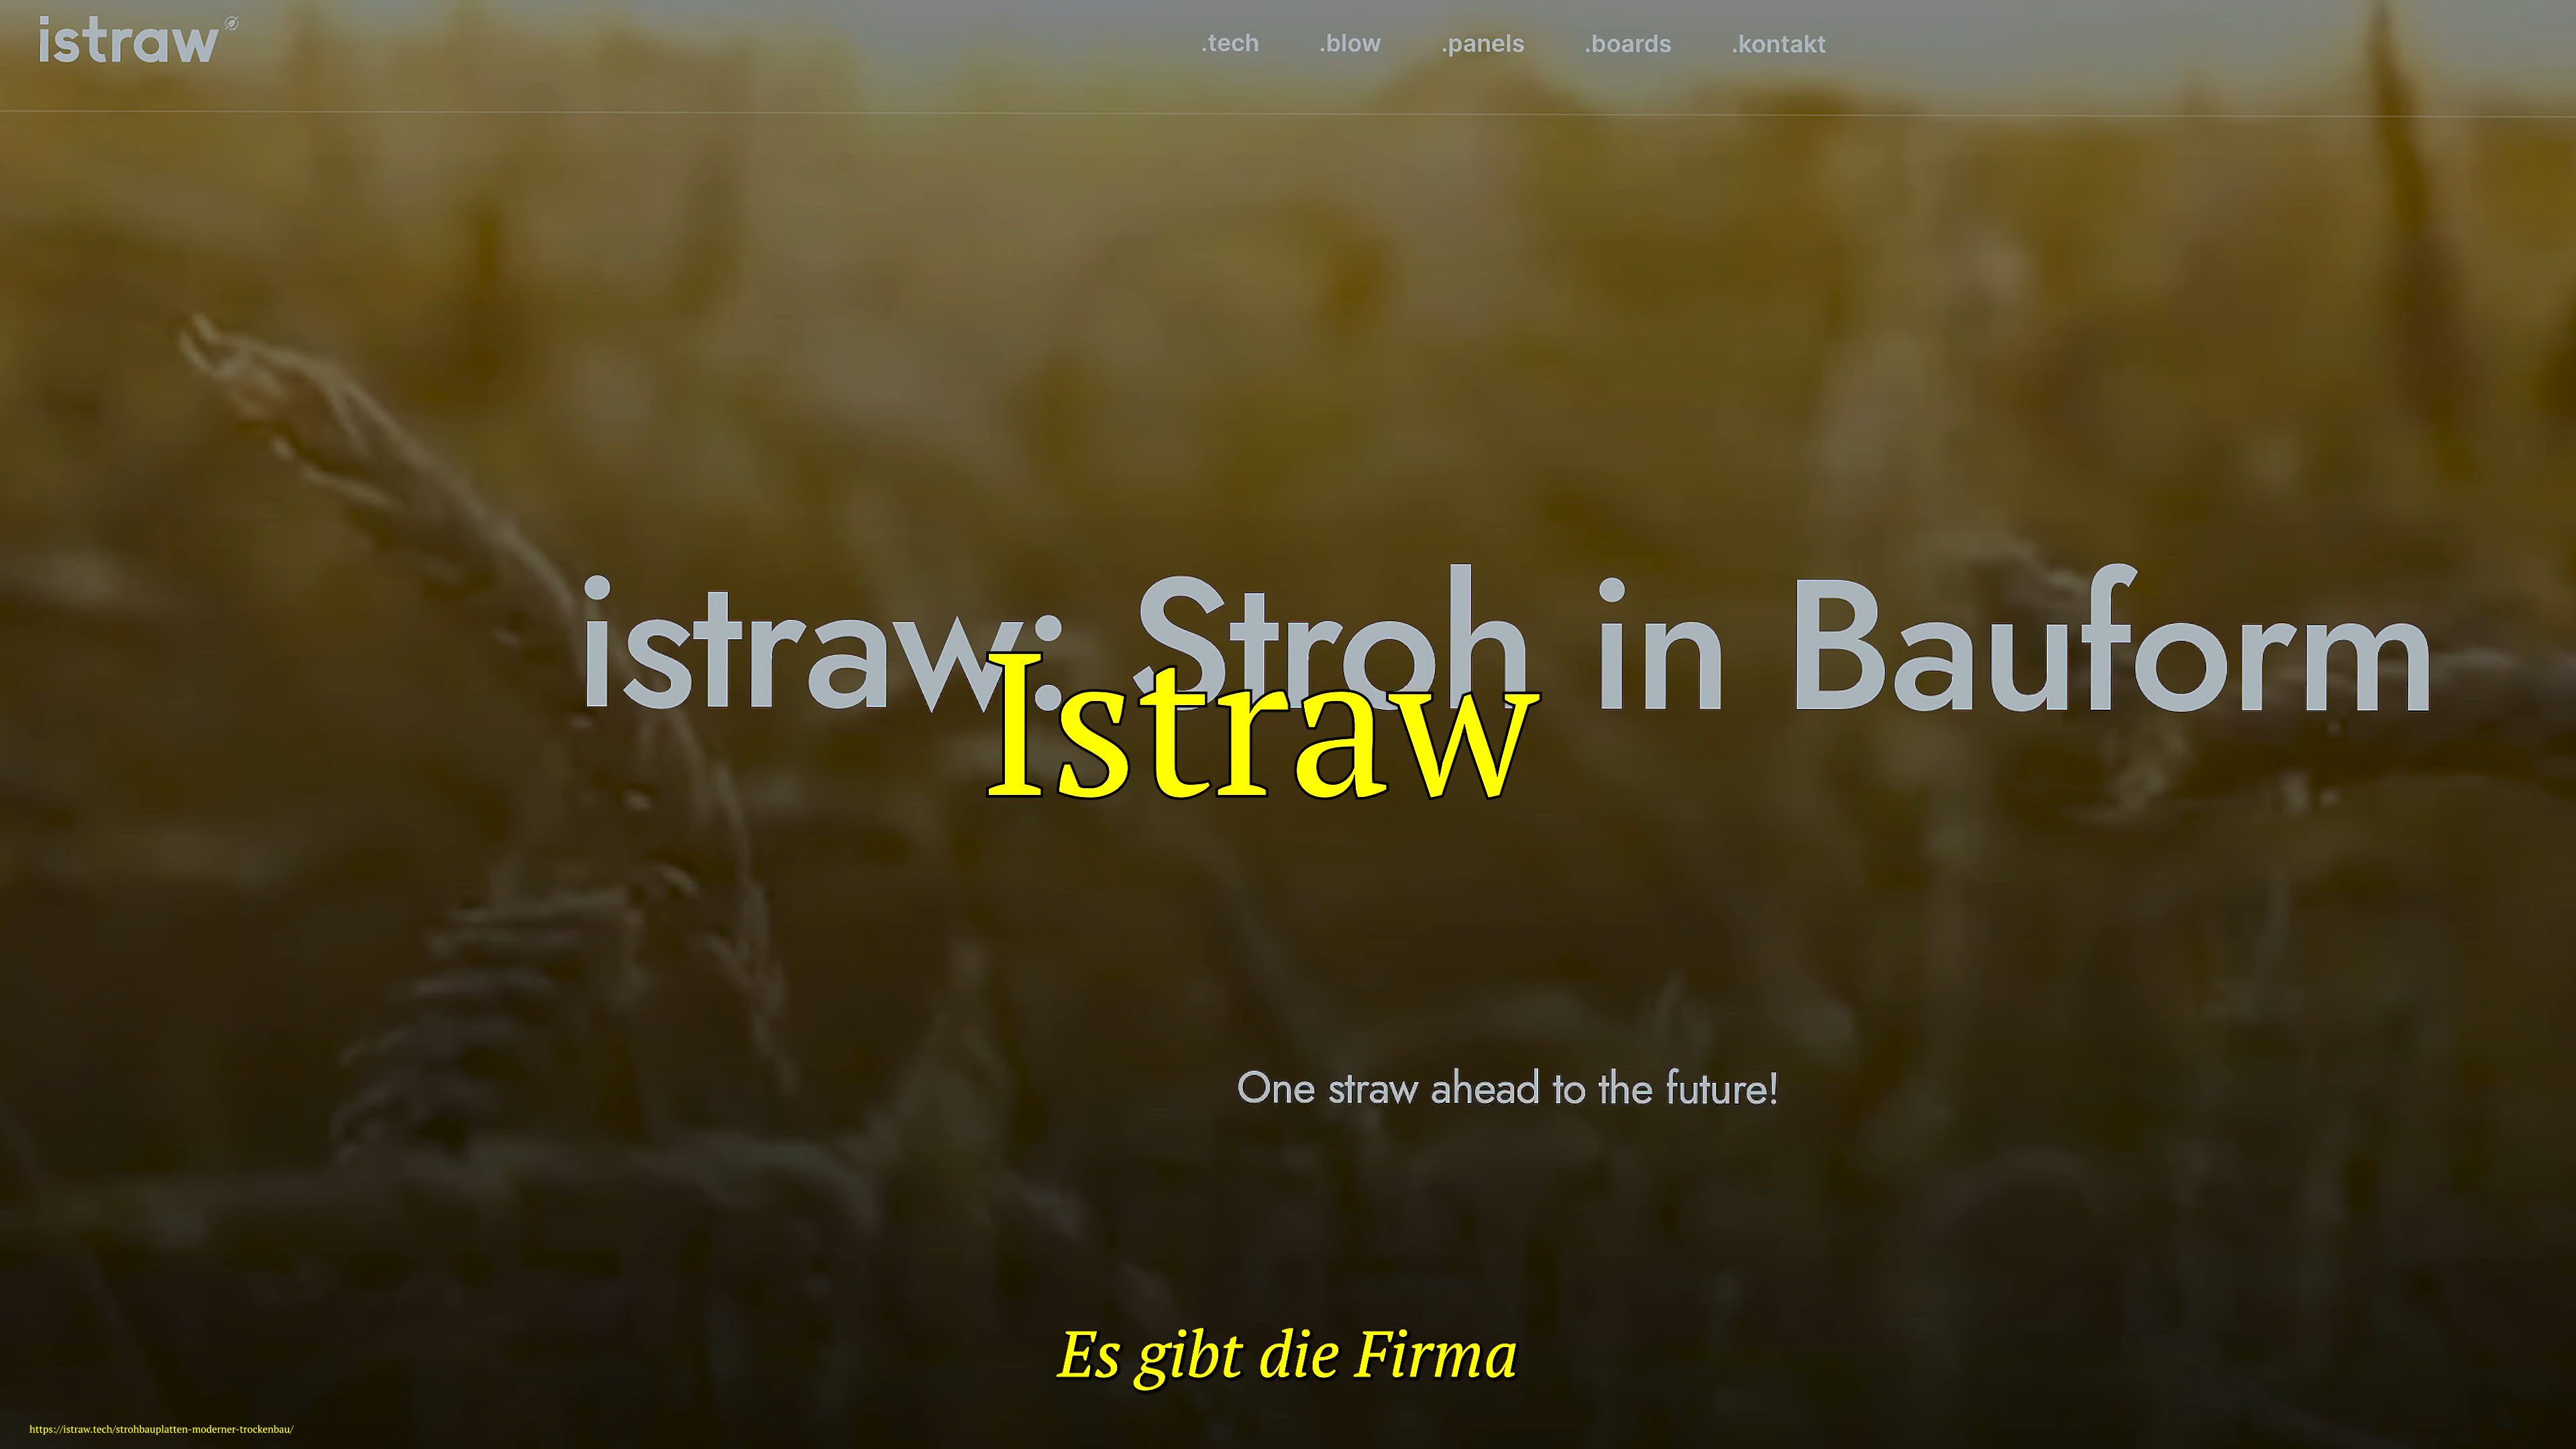 istraw
.tech .blow .panels .boards .kontakt
istraw: Stroh in Bauform
Istraw
One straw ahead to the future!
Es gibt die Firma
https://istraw.tech/strohbauplatten-moderner-trockenbau/